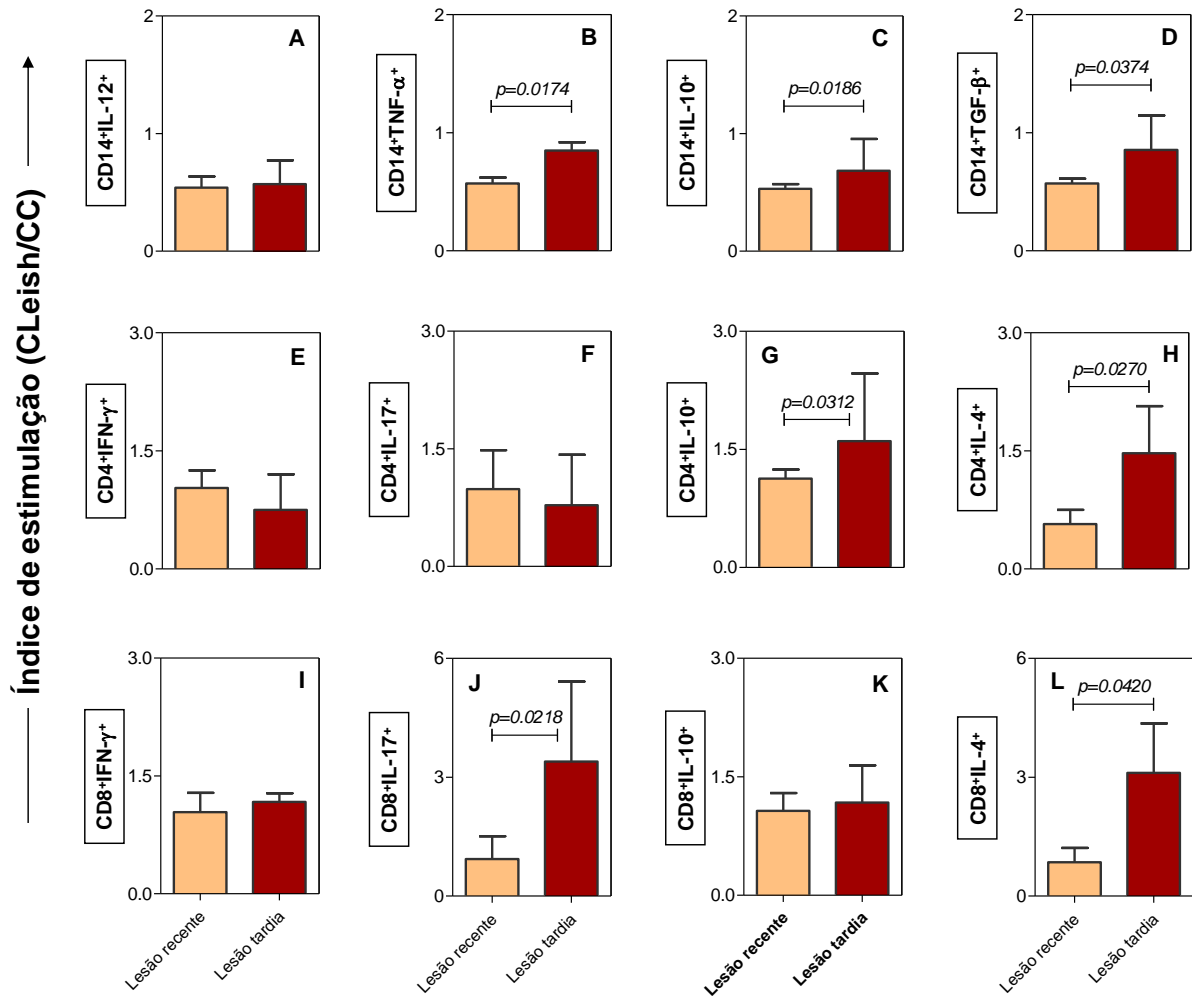 Índice de estimulação (CLeish/CC)
CD14⁺IL-12⁺
2
1
0
A
CD14⁺TNF-α⁺
2
1
0
B
p=0.0174
CD14⁺IL-10⁺
2
1
0
C
p=0.0186
CD14⁺TGF-β⁺
2
1
0
D
p=0.0374
CD4⁺IFN-γ⁺
3.0
1.5
0.0
E
CD4⁺IL-17⁺
3.0
1.5
0.0
F
CD4⁺IL-10⁺
3.0
1.5
0.0
G
p=0.0312
CD4⁺IL-4⁺
3.0
1.5
0.0
H
p=0.0270
CD8⁺IFN-γ⁺
3.0
1.5
0.0
I
Lesão recente
Lesão tardia
CD8⁺IL-17⁺
6
3
0
J
p=0.0218
Lesão recente
Lesão tardia
CD8⁺IL-10⁺
3.0
1.5
0.0
K
Lesão recente
Lesão tardia
CD8⁺IL-4⁺
6
3
0
L
p=0.0420
Lesão recente
Lesão tardia